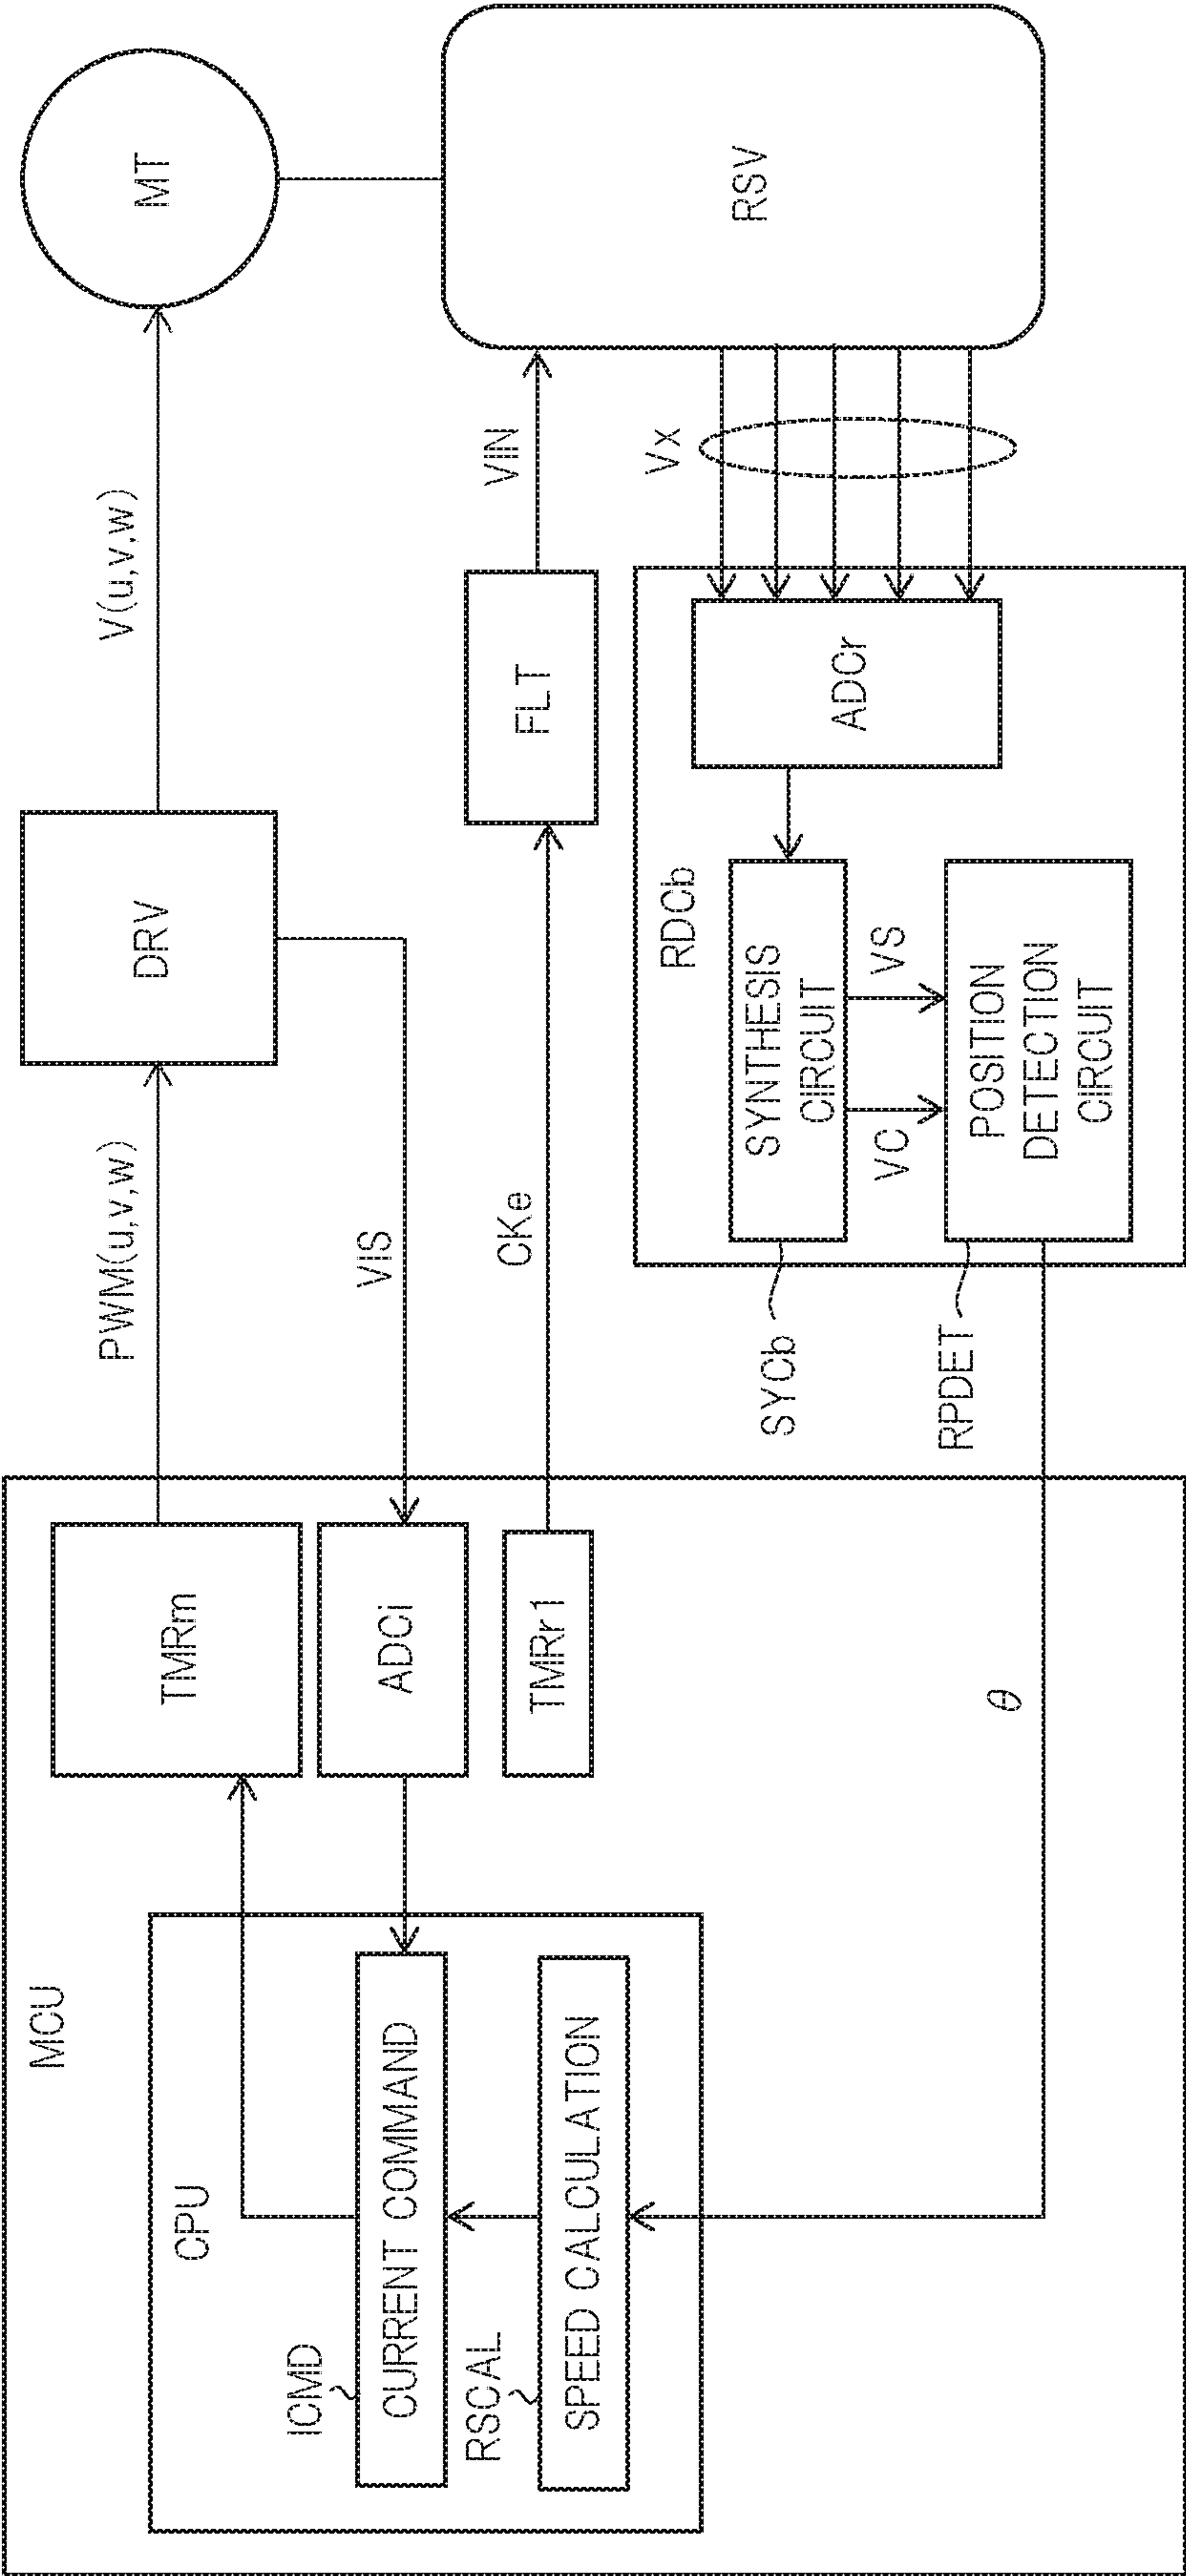 MCU
CPU
ICMD
CURRENT COMMAND
RSCAL
SPEED CALCULATION
TMRm
ADCi
TMRr1
PWM(u,v,w)
VIS
CKe
θ
DRV
V(u,v,w)
MT
FLT
VIN
RSV
Vx
RDCb
ADCr
SYNTHESIS
CIRCUIT
SYCb
VC
VS
POSITION
DETECTION
CIRCUIT
RPDET